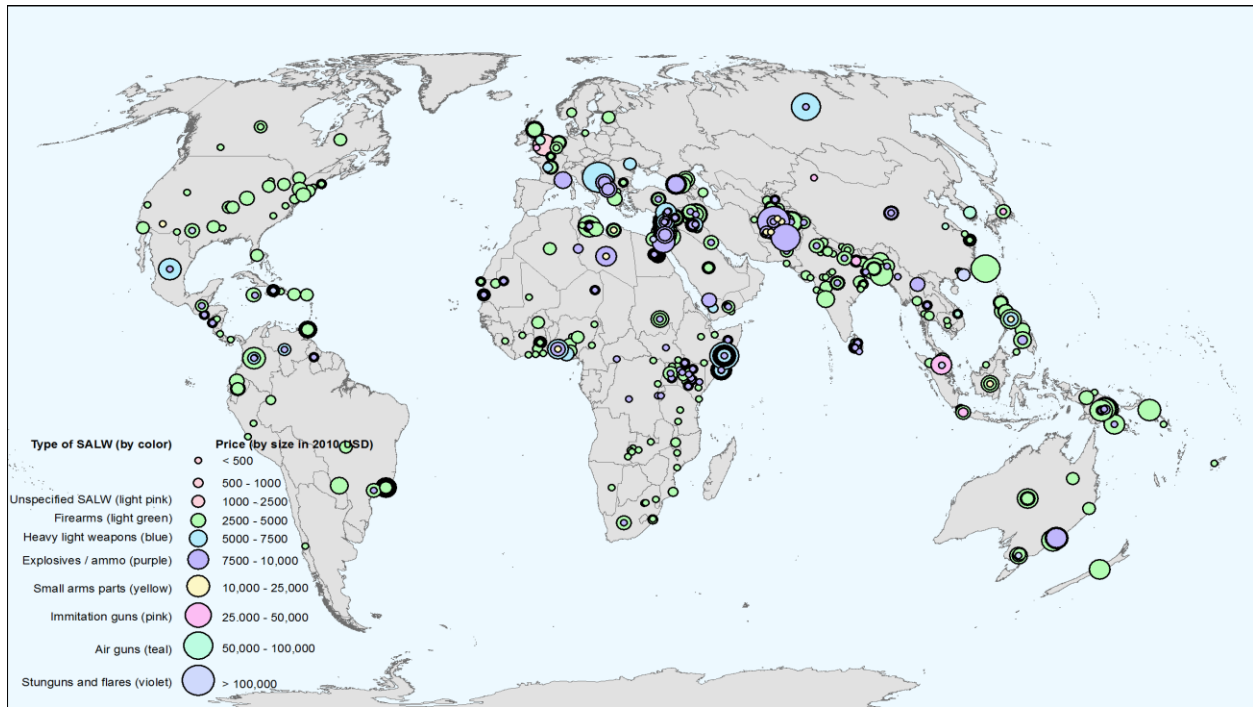 Type of SALW (by color) Price (by size in 2010 USD)
< 500
500 - 1000
Unspecified SALW (light pink) 1000 - 2500
Firearms (light green) 2500 - 5000
Heavy light weapons (blue) 5000 - 7500
Explosives / ammo (purple) 7500 - 10,000
Small arms parts (yellow) 10,000 - 25,000
Immitation guns (pink) 25.000 - 50,000
Air guns (teal) 50,000 - 100,000
Stunguns and flares (violet) > 100,000